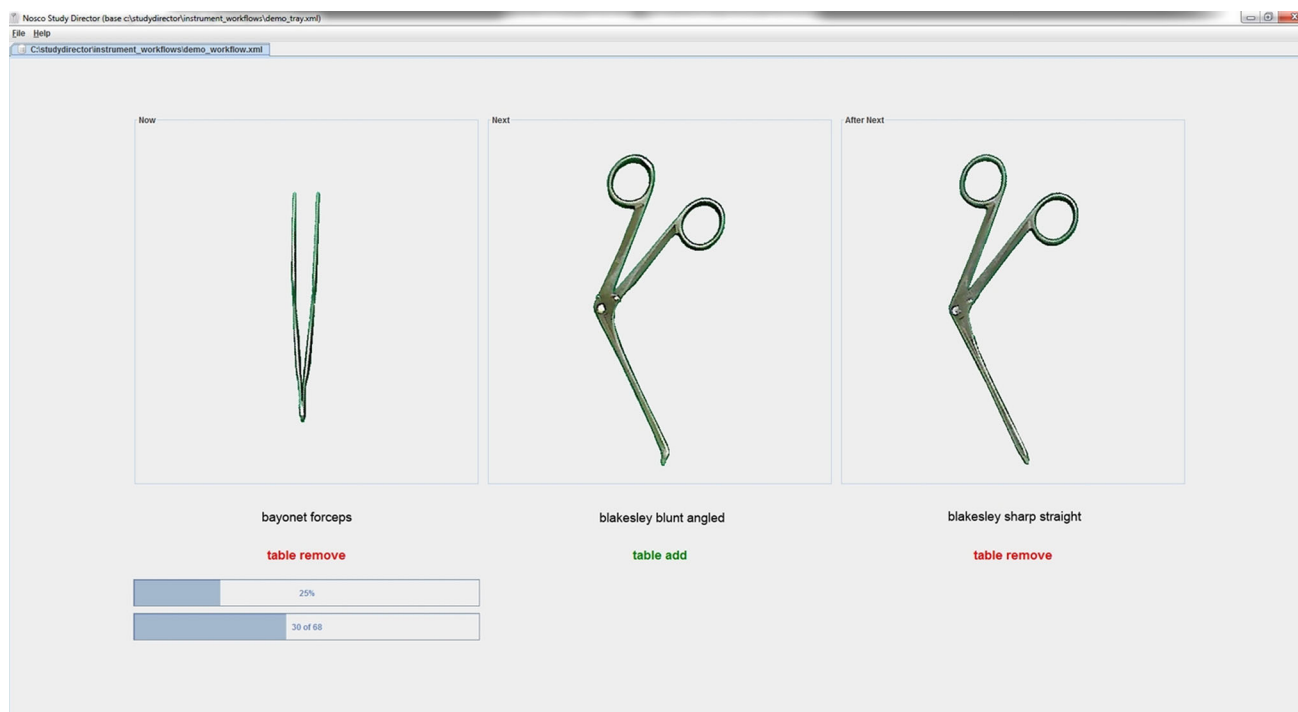 Nosco Study Director (base c:\studydirector\instrument_workflows\demo_tray.xml)
File Help
C:\studydirector\instrument_workflows\demo_workflow.xml
Now
Next
After Next
bayonet forceps
blakesley blunt angled
blakesley sharp straight
table remove
table add
table remove
25%
30 of 68